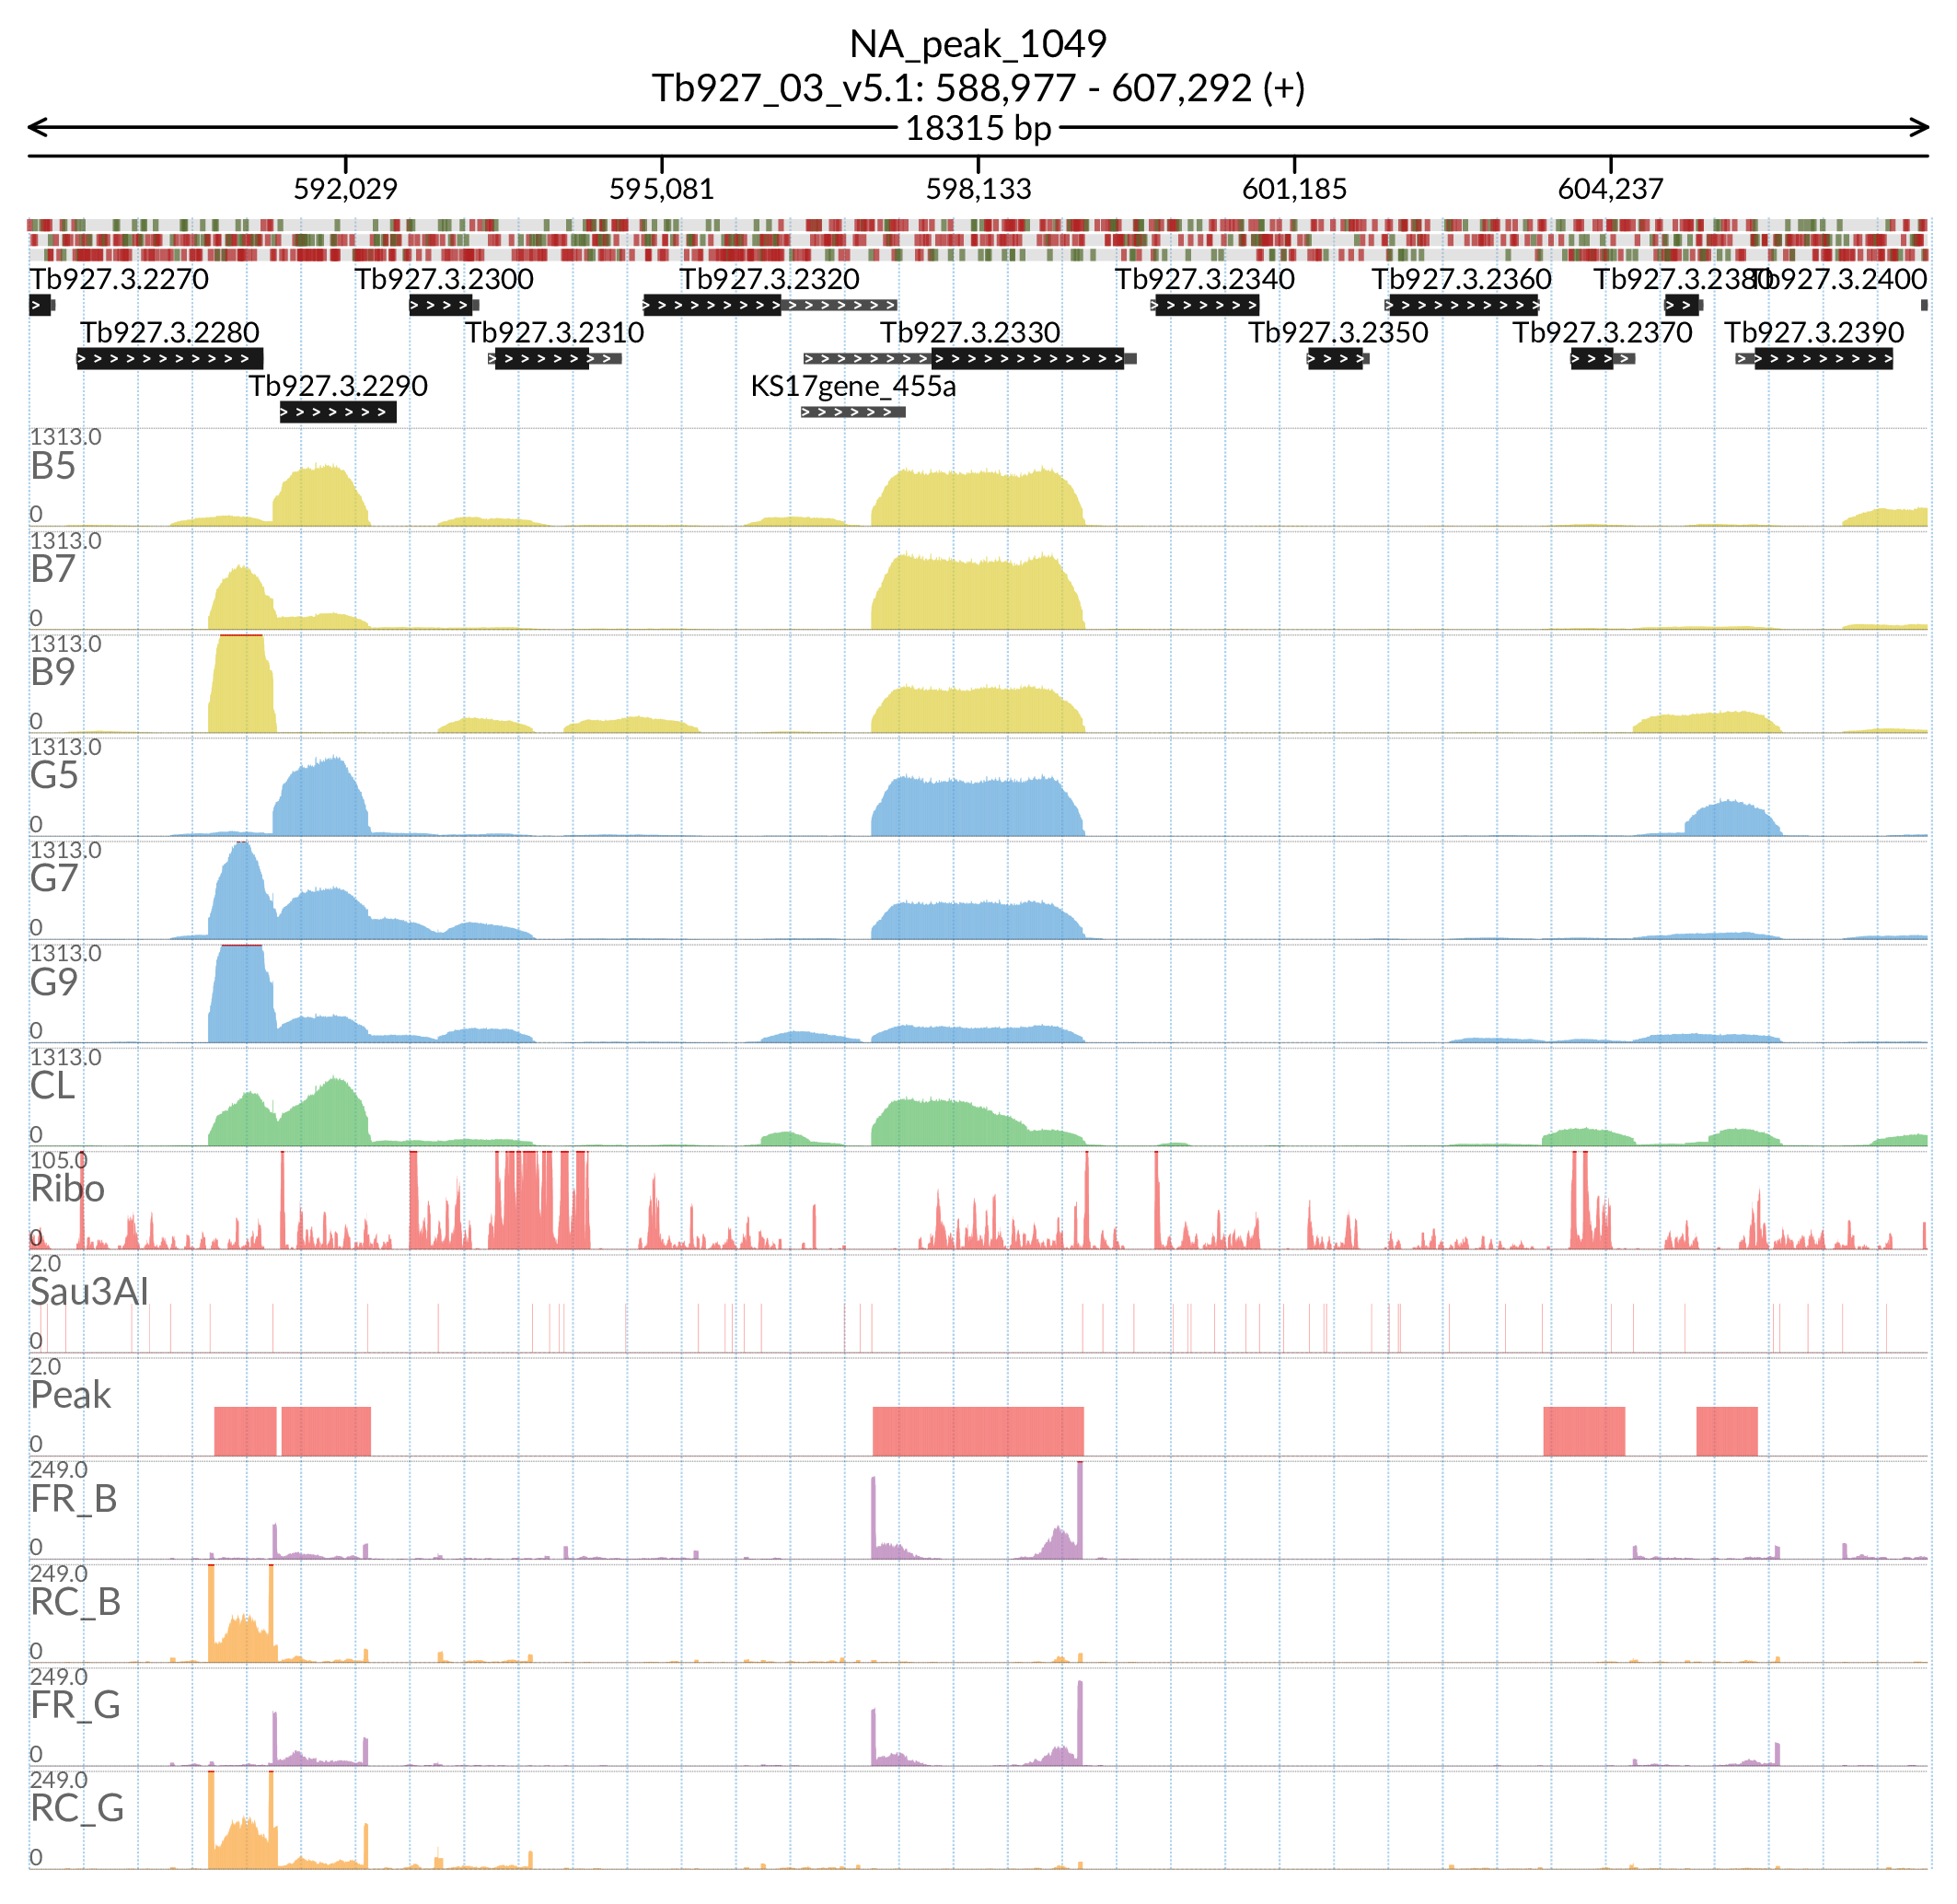 NA_peak_1049
Tb927_03_v5.1: 588,977 - 607,292 (+)
18315 bp
592,029 595,081 598,133 601,185 604,237
Tb927.3.2270 Tb927.3.2300 Tb927.3.2320 Tb927.3.2340 Tb927.3.2360 Tb927.3.2380 Tb927.3.2400
Tb927.3.2280 Tb927.3.2310 Tb927.3.2330 Tb927.3.2350 Tb927.3.2370 Tb927.3.2390
Tb927.3.2290 KS17gene_455a
1313.0
B5
0
1313.0
B7
0
1313.0
B9
0
1313.0
G5
0
1313.0
G7
0
1313.0
G9
0
1313.0
CL
0
105.0
Ribo
0
2.0
Sau3AI
0
2.0
Peak
0
249.0
FR_B
0
249.0
RC_B
0
249.0
FR_G
0
249.0
RC_G
0